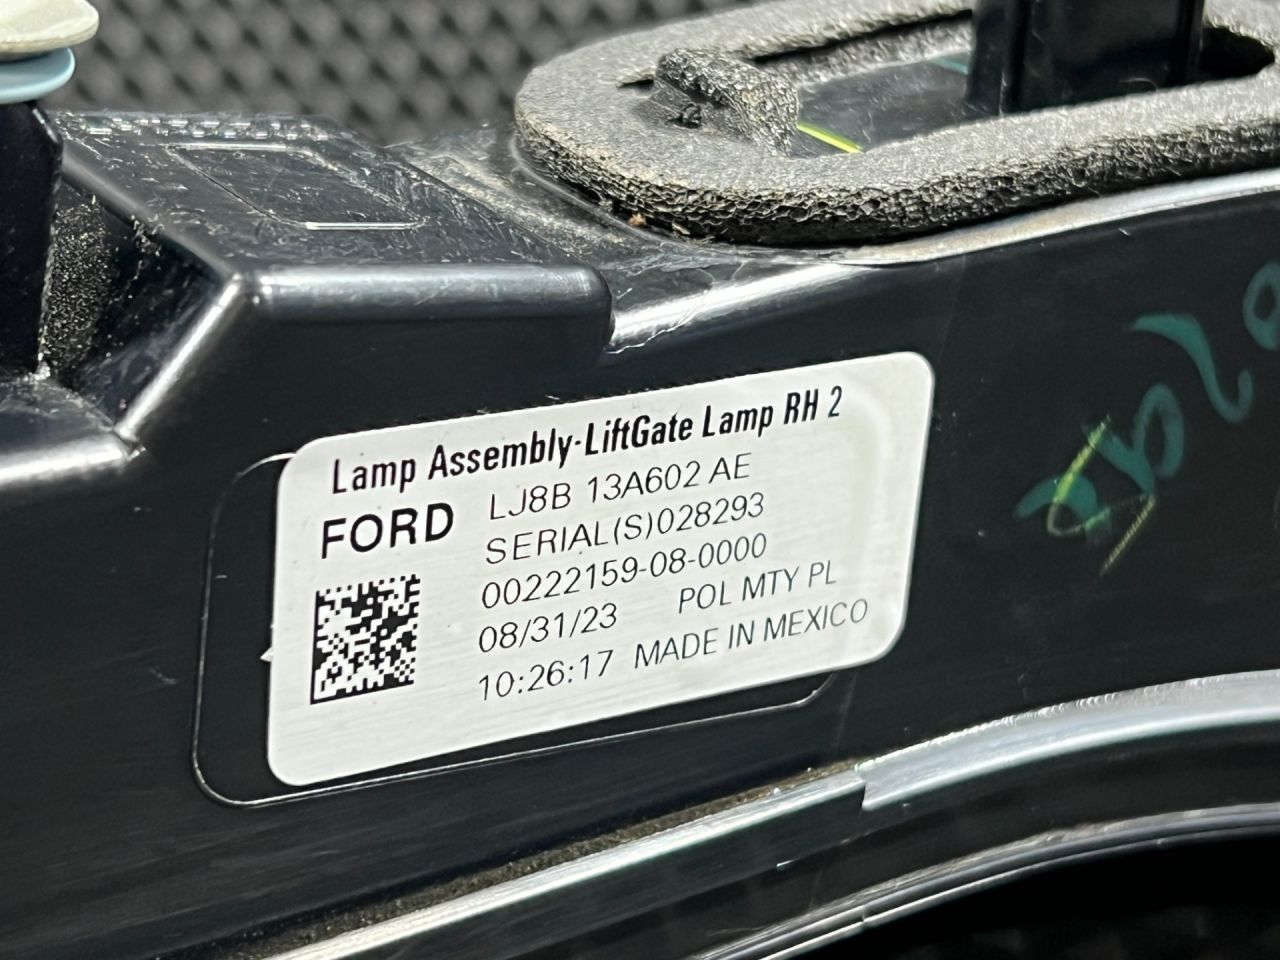 Lamp Assembly-LiftGate Lamp RH 2
FORD LJ8B 13A602 AE
SERIAL(S)028293
00222159-08-0000
08/31/23 POL MTY PL
10:26:17 MADE IN MEXICO